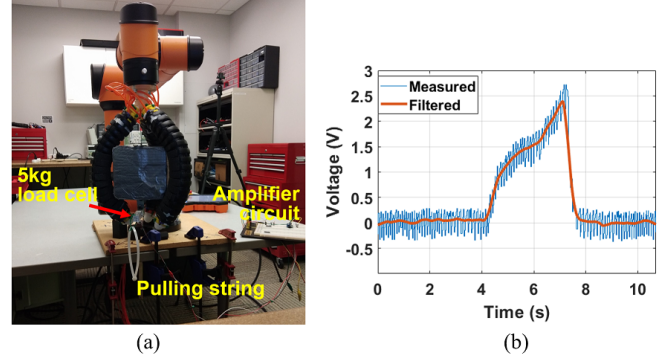 5kg
load cell
Amplifier
circuit
Pulling string
(a)
Measured
Filtered
Voltage (V)
3
2.5
2
1.5
1
0.5
0
-0.5
0
2
4
6
8
10
Time (s)
(b)